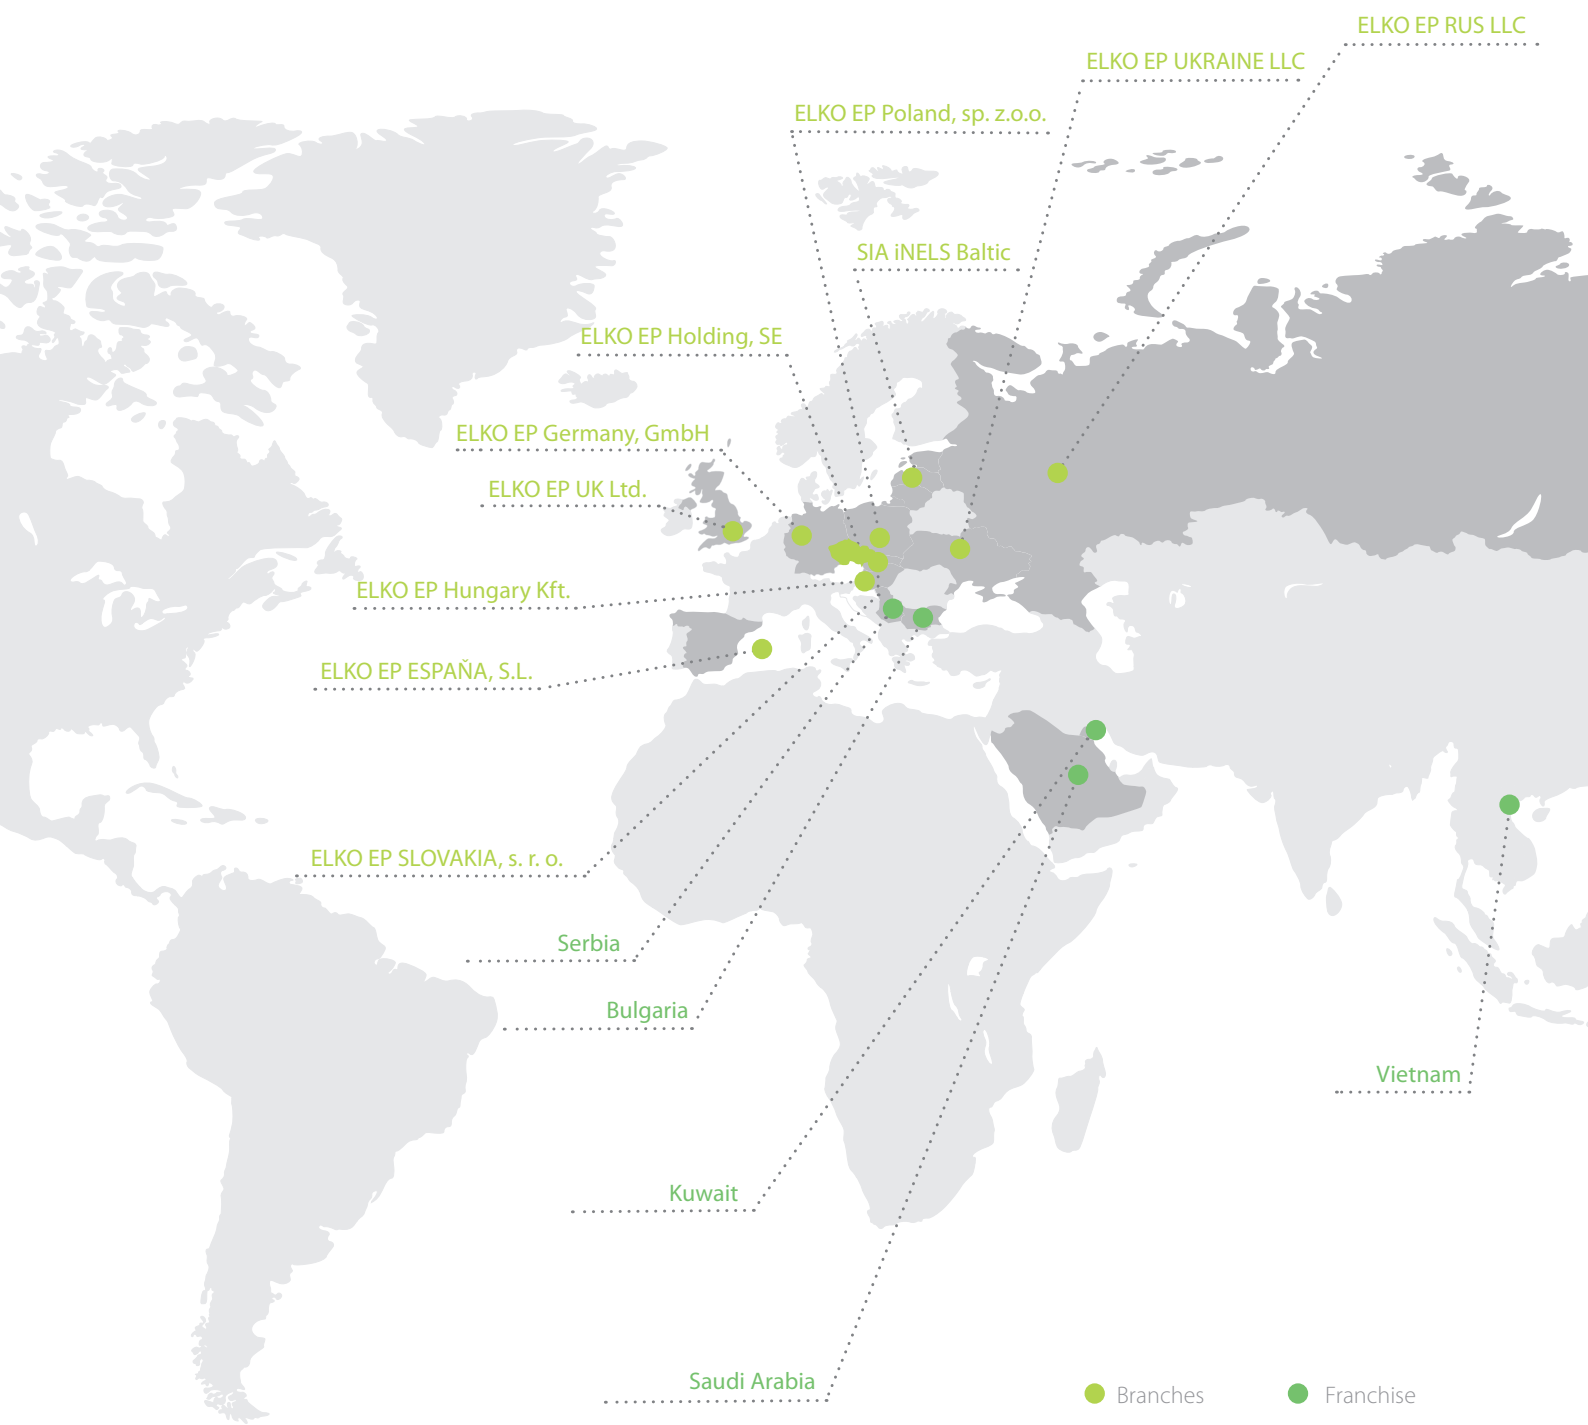 ELKO EP RUS LLC
ELKO EP UKRAINE LLC
ELKO EP Poland, sp. z.o.o.
SIA iNELS Baltic
ELKO EP Holding, SE
ELKO EP Germany, GmbH
ELKO EP UK Ltd.
ELKO EP Hungary Kft.
ELKO EP ESPAŇA, S.L.
ELKO EP SLOVAKIA, s. r. o.
Serbia
Bulgaria
Vietnam
Kuwait
Saudi Arabia
Branches
Franchise